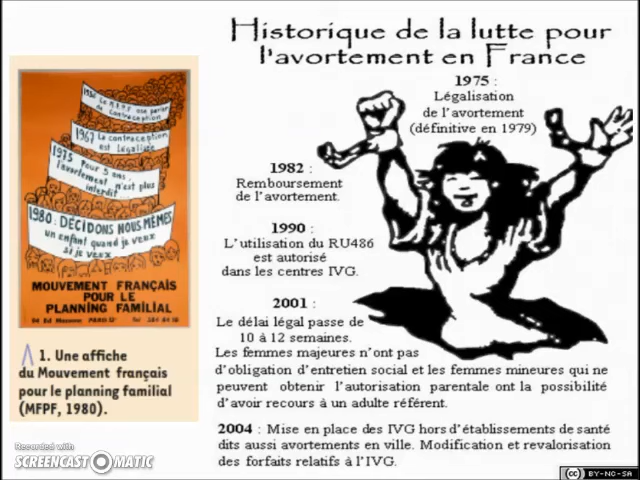 Historique de la lutte pour
l'avortement en France
1975 :
Légalisation
de l'avortement
(définitive en 1979)
1982 :
Remboursement
de l'avortement.
1990 :
L'utilisation du RU486
est autorisé
dans les centres IVG.
2001 :
Le délai légal passe de
10 à 12 semaines.
Les femmes majeures n'ont pas
d'obligation d'entretien social et les femmes mineures qui ne
peuvent obtenir l'autorisation parentale ont la possibilité
d'avoir recours à un adulte référent.
2004 : Mise en place des IVG hors d'établissements de santé
dits aussi avortements en ville. Modification et revalorisation
des forfaits relatifs à l'IVG.
de contraception
1967 La contraception
est légalisée
1975 Pour 5 ans,
l'avortement n'est plus
interdit
1980: DÉCIDONS NOUS MÊMES
un enfant quand je veux
si je veux
MOUVEMENT FRANÇAIS
POUR LE
PLANNING FAMILIAL
PARIS
1. Une affiche
du Mouvement français
pour le planning familial
(MFPF, 1980).
Recorded with
SCREENCAST-O-MATIC
cc BY-NC-SA